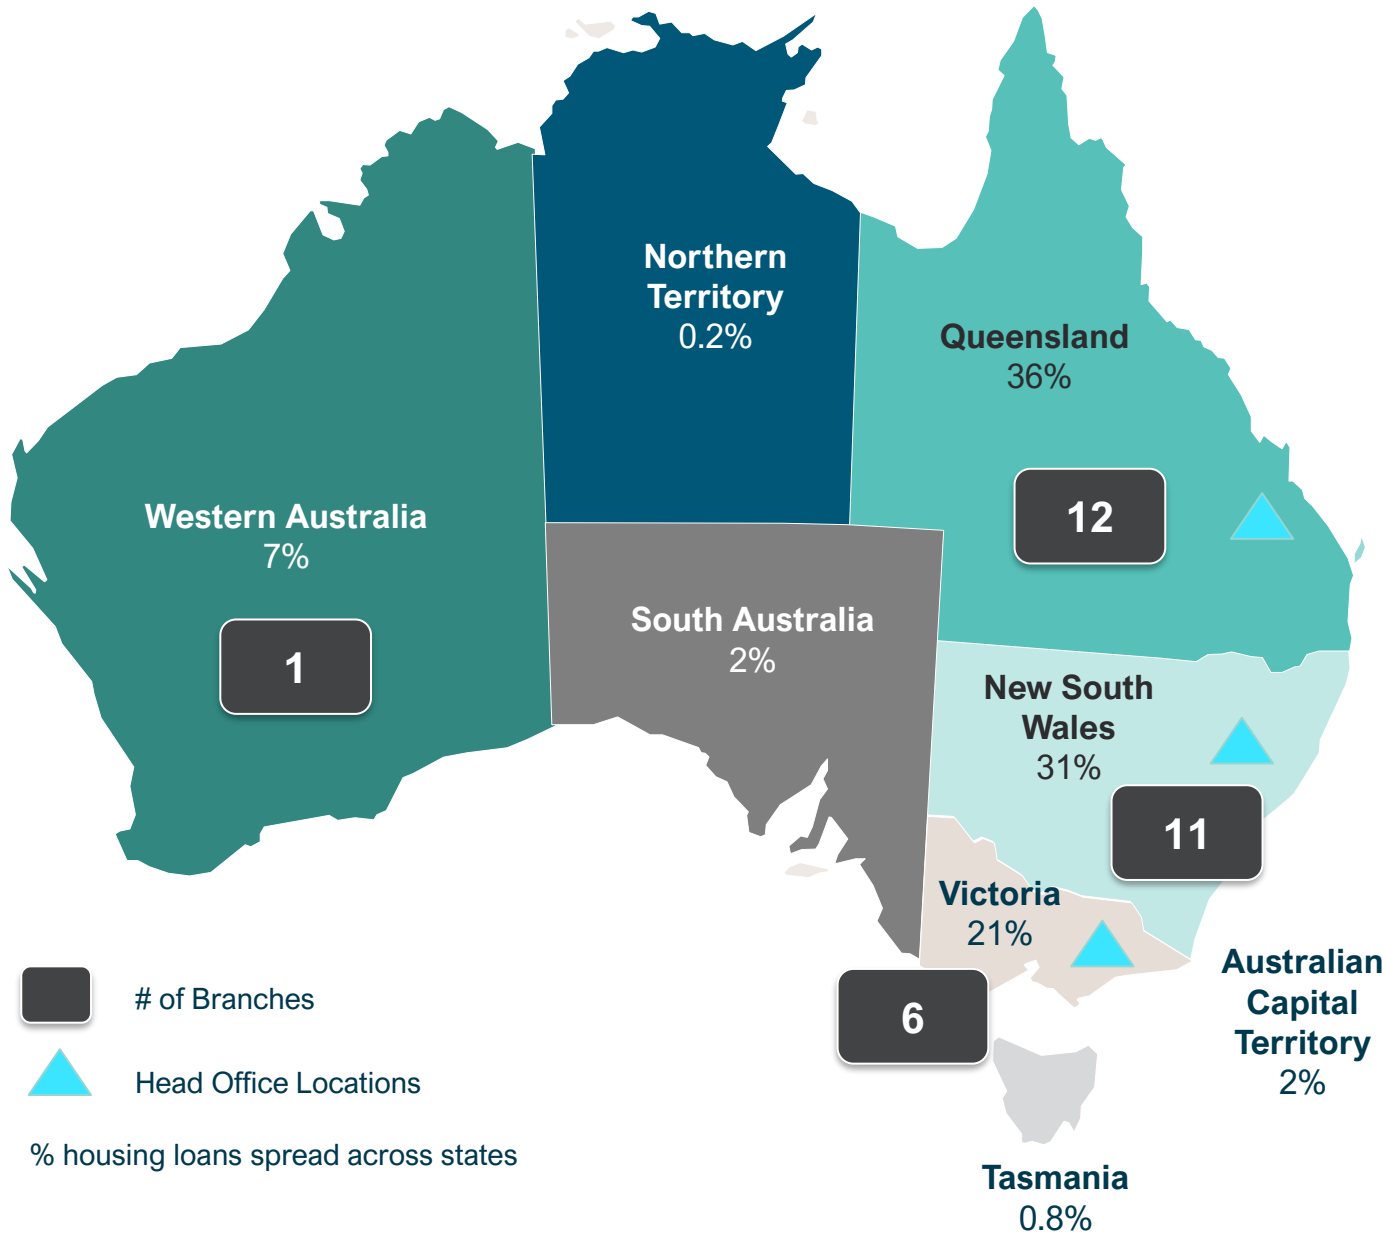 Northern
Territory
0.2%
Queensland
36%
12
Western Australia
7%
1
South Australia
2%
New South
Wales
31%
11
Victoria
21%
6
Australian
Capital
Territory
2%
Tasmania
0.8%
# of Branches
Head Office Locations
% housing loans spread across states